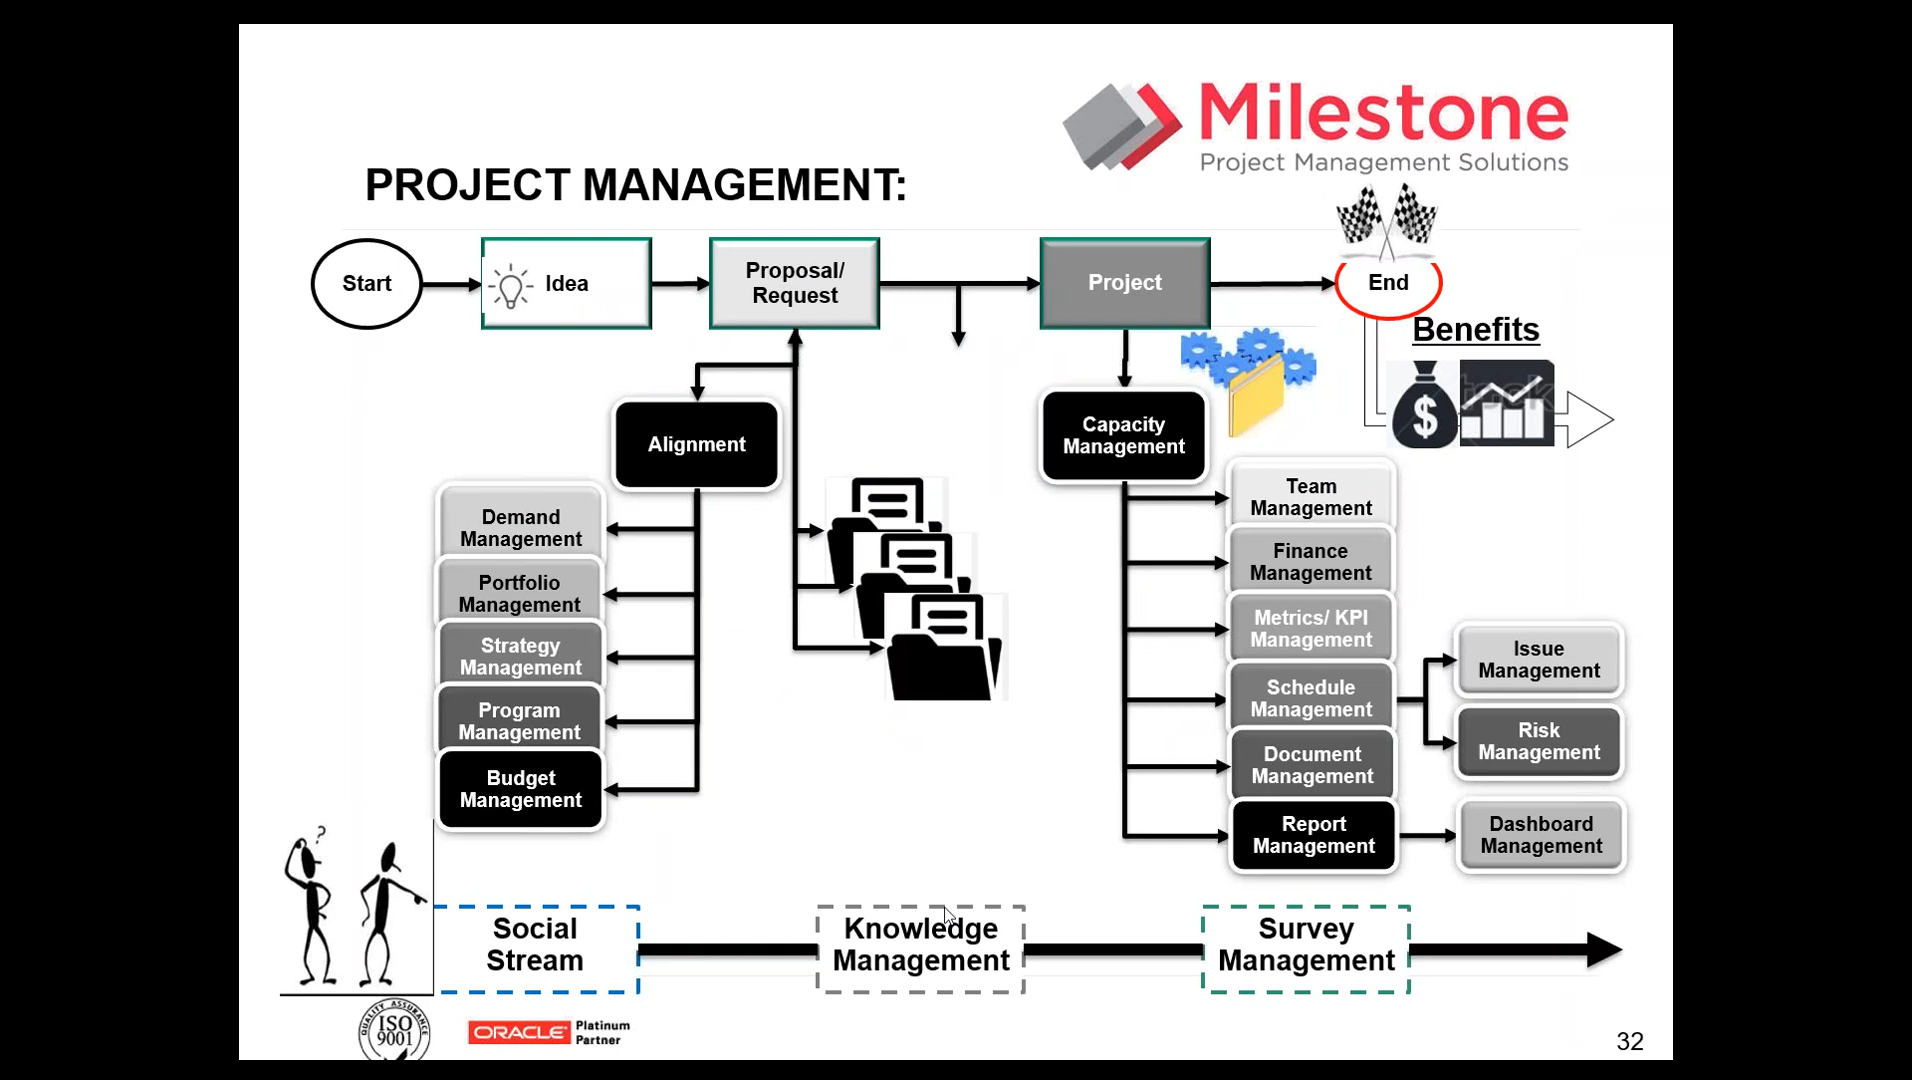 Milestone
Project Management Solutions
PROJECT MANAGEMENT:
Start
Idea
Proposal/
Request
Project
End
Benefits
Alignment
Capacity
Management
Demand
Management
Portfolio
Management
Strategy
Management
Program
Management
Budget
Management
Team
Management
Finance
Management
Metrics/ KPI
Management
Schedule
Management
Document
Management
Report
Management
Issue
Management
Risk
Management
Dashboard
Management
?
$
Social
Stream
Knowledge
Management
Survey
Management
QUALITY ASSURANCE
ISO
9001
ORACLE
Platinum
Partner
32